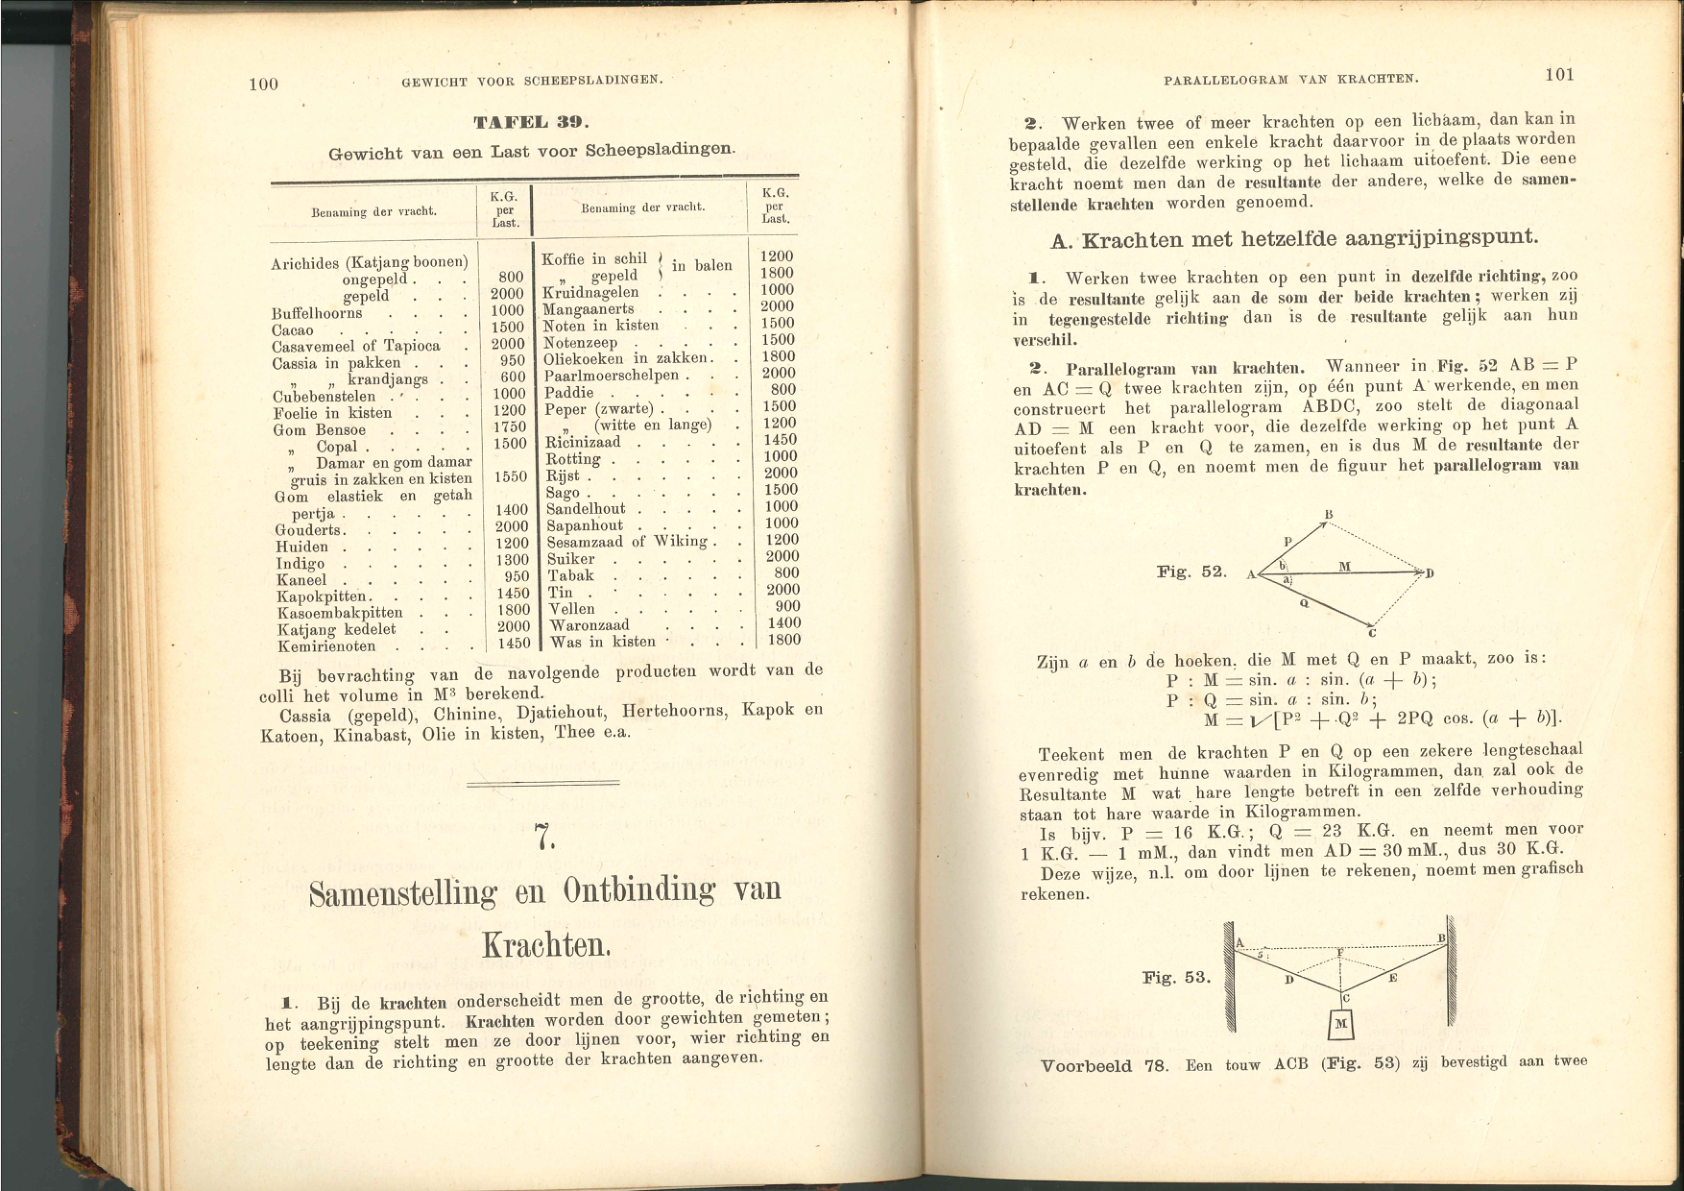 100
GEWICHT VOOR SCHEEPSLADINGEN.
TAFEL 39.
Gewicht van een Last voor Scheepsladingen.
Benaming der vracht. K.G. per Last.
Arichides (Katjang boonen)
ongepeld . . . 800
gepeld . . . 2000
Buffelhoorns . . . . 1000
Cacao . . . . . . 1500
Casavemeel of Tapioca . 2000
Cassia in pakken . . . 950
„ „ krandjangs . . 600
Cubebenstelen . . . . 1000
Foelie in kisten . . . 1200
Gom Bensoe . . . . 1750
„ Copal . . . . . 1500
„ Damar en gom damar
gruis in zakken en kisten 1550
Gom elastiek en getah
pertja . . . . . . 1400
Gouderts. . . . . . 2000
Huiden . . . . . . 1200
Indigo . . . . . . 1300
Kaneel . . . . . . 950
Kapokpitten. . . . . 1450
Kasoembakpitten . . . 1800
Katjang kedelet . . 2000
Kemirienoten . . . . 1450
Benaming der vracht. K.G. per Last.
Koffie in schil } in balen 1200
„ gepeld } 1800
Kruidnagelen . . . . 1000
Mangaanerts . . . . 2000
Noten in kisten . . . 1500
Notenzeep . . . . . 1500
Oliekoeken in zakken. . 1800
Paarlmoerschelpen . . . 2000
Paddie . . . . . . 800
Peper (zwarte) . . . . 1500
„ (witte en lange) . 1200
Ricinizaad . . . . . 1450
Rotting . . . . . . 1000
Rijst . . . . . . . 2000
Sago . . . . . . . 1500
Sandelhout . . . . . 1000
Sapanhout . . . . . 1000
Sesamzaad of Wiking . . 1200
Suiker . . . . . . 2000
Tabak . . . . . . 800
Tin . . . . . . . 2000
Vellen . . . . . . 900
Waronzaad . . . . 1400
Was in kisten . . . . 1800
Bij bevrachting van de navolgende producten wordt van de
colli het volume in M³ berekend.
Cassia (gepeld), Chinine, Djatiehout, Hertehoorns, Kapok en
Katoen, Kinabast, Olie in kisten, Thee e.a.
7.
Samenstelling en Ontbinding van
Krachten.
1. Bij de krachten onderscheidt men de grootte, de richting en
het aangrijpingspunt. Krachten worden door gewichten gemeten;
op teekening stelt men ze door lijnen voor, wier richting en
lengte dan de richting en grootte der krachten aangeven.
PARALLELOGRAM VAN KRACHTEN.
101
2. Werken twee of meer krachten op een lichaam, dan kan in
bepaalde gevallen een enkele kracht daarvoor in de plaats worden
gesteld, die dezelfde werking op het lichaam uitoefent. Die eene
kracht noemt men dan de resultante der andere, welke de samen-
stellende krachten worden genoemd.
A. Krachten met hetzelfde aangrijpingspunt.
1. Werken twee krachten op een punt in dezelfde richting, zoo
is de resultante gelijk aan de som der beide krachten; werken zij
in tegengestelde richting dan is de resultante gelijk aan hun
verschil.
2. Parallelogram van krachten. Wanneer in Fig. 52 AB = P
en AC = Q twee krachten zijn, op één punt A werkende, en men
construeert het parallelogram ABDC, zoo stelt de diagonaal
AD = M een kracht voor, die dezelfde werking op het punt A
uitoefent als P en Q te zamen, en is dus M de resultante der
krachten P en Q, en noemt men de figuur het parallelogram van
krachten.
B
P
Fig. 52. A b M D
a
Q
C
Zijn a en b de hoeken, die M met Q en P maakt, zoo is:
P : M = sin. a : sin. (a + b);
P : Q = sin. a : sin. b;
M = √[P² + Q² + 2PQ cos. (a + b)].
Teekent men de krachten P en Q op een zekere lengteschaal
evenredig met hunne waarden in Kilogrammen, dan zal ook de
Resultante M wat hare lengte betreft in een zelfde verhouding
staan tot hare waarde in Kilogrammen.
Is bijv. P = 16 K.G.; Q = 23 K.G. en neemt men voor
1 K.G. — 1 mM., dan vindt men AD = 30 mM., dus 30 K.G.
Deze wijze, n.l. om door lijnen te rekenen, noemt men grafisch
rekenen.
A B
5 F
Fig. 53. D E
C
M
Voorbeeld 78. Een touw ACB (Fig. 53) zij bevestigd aan twee